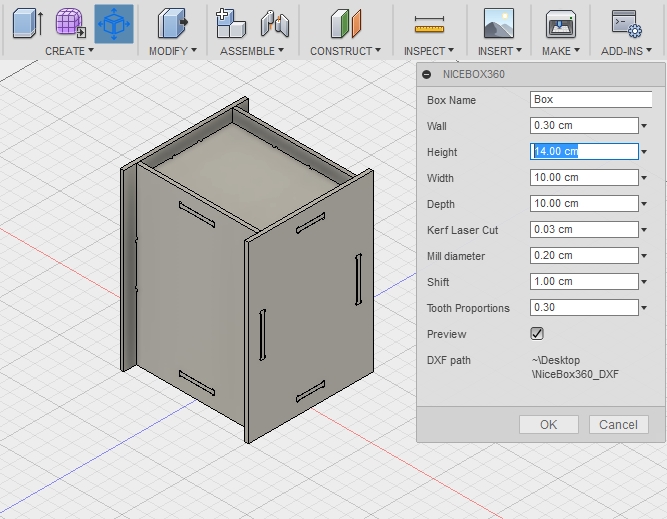 CREATE▾ MODIFY▾ ASSEMBLE▾ CONSTRUCT▾ INSPECT▾ INSERT▾ MAKE▾ ADD-INS▾
NICEBOX360
Box Name Box
Wall 0.30 cm
Height 14.00 cm
Width 10.00 cm
Depth 10.00 cm
Kerf Laser Cut 0.03 cm
Mill diameter 0.20 cm
Shift 1.00 cm
Tooth Proportions 0.30
Preview
DXF path ~\Desktop
\NiceBox360_DXF
OK Cancel